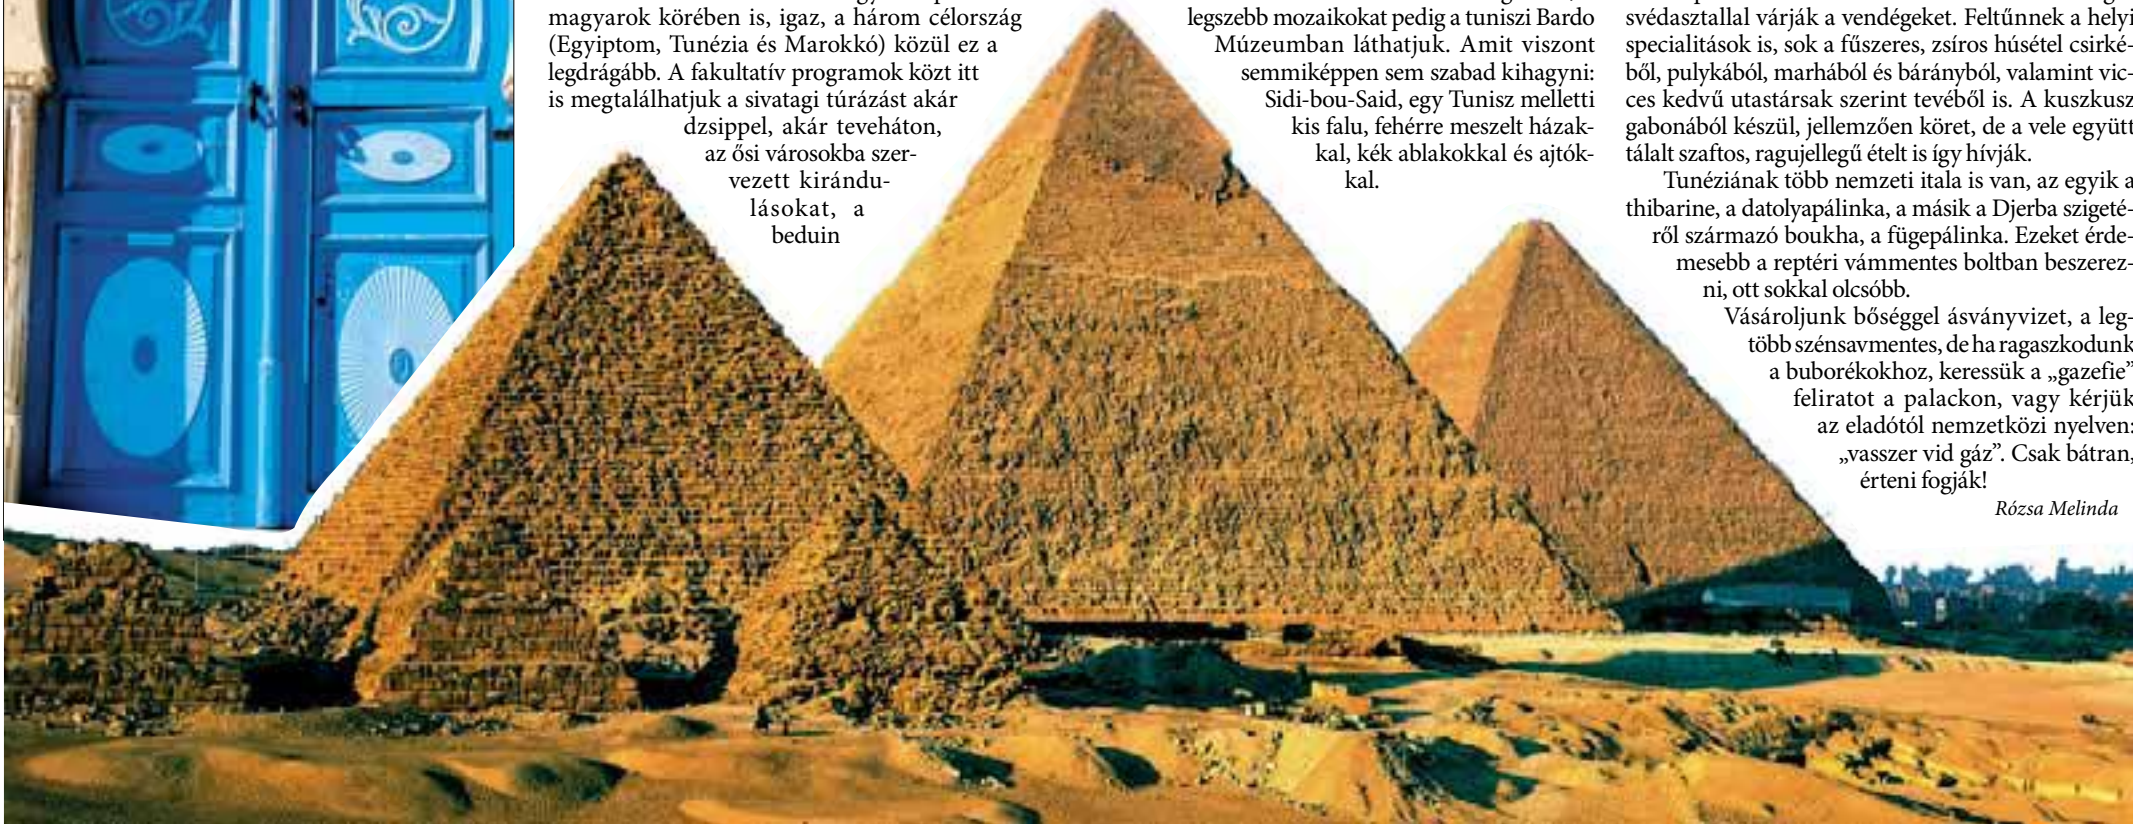 magyarok körében is, igaz, a három célország
(Egyiptom, Tunézia és Marokkó) közül ez a
legdrágább. A fakultatív programok közt itt
is megtalálhatjuk a sivatagi túrázást akár
dzsippel, akár teveháton,
az ősi városokba szer-
vezett kirándu-
lásokat, a
beduin
legszebb mozaikokat pedig a tuniszi Bardo
Múzeumban láthatjuk. Amit viszont
semmiképpen sem szabad kihagyni:
Sidi-bou-Said, egy Tunisz melletti
kis falu, fehérre meszelt házak-
kal, kék ablakokkal és ajtók-
kal.
svédasztallal várják a vendégeket. Feltűnnek a helyi
specialitások is, sok a fűszeres, zsíros húsétel csirké-
ből, pulykából, marhából és bárányból, valamint vic-
ces kedvű utastársak szerint tevéből is. A kuszkusz
gabonából készül, jellemzően köret, de a vele együtt
tálalt szaftos, ragujellegű ételt is így hívják.
Tunéziának több nemzeti itala is van, az egyik a
thibarine, a datolyapálinka, a másik a Djerba szigeté-
ről származó boukha, a fügepálinka. Ezeket érde-
mesebb a reptéri vámmentes boltban beszerez-
ni, ott sokkal olcsóbb.
Vásároljunk bőséggel ásványvizet, a leg-
több szénsavmentes, de ha ragaszkodunk
a buborékokhoz, keressük a „gazefie”
feliratot a palackon, vagy kérjük
az eladótól nemzetközi nyelven:
„vasszer vid gáz”. Csak bátran,
érteni fogják!
Rózsa Melinda